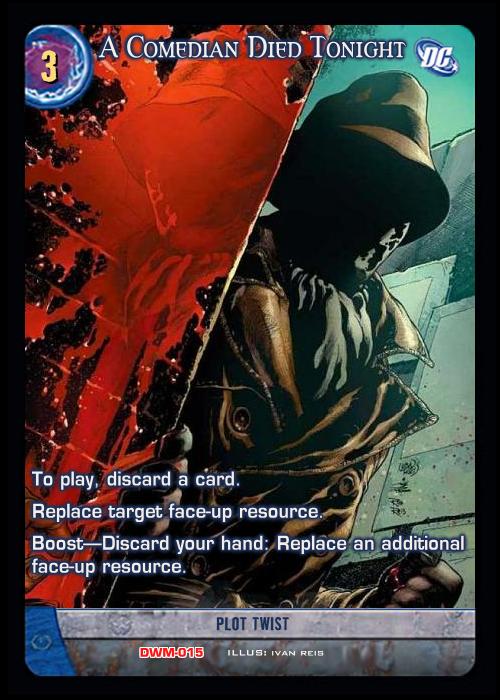 3
A Comedian Died Tonight
DC
To play, discard a card.
Replace target face-up resource.
Boost—Discard your hand: Replace an additional
face-up resource.
PLOT TWIST
DWM-015 ILLUS: IVAN REIS